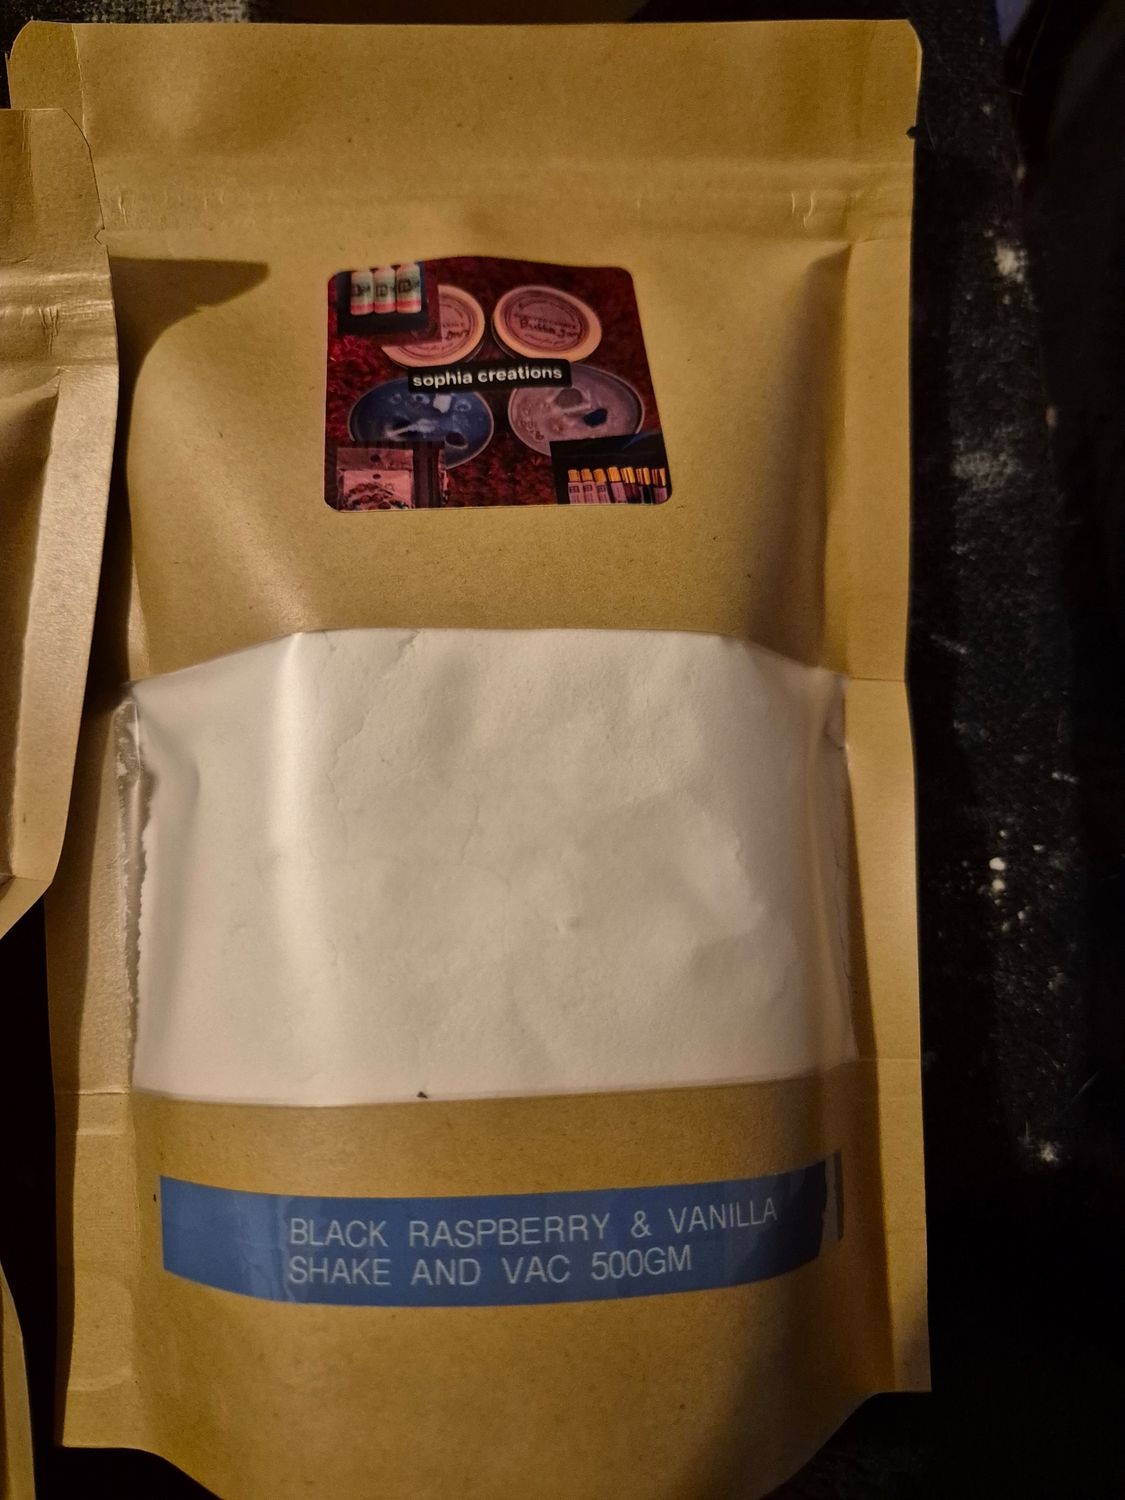 sophia creations
BLACK RASPBERRY & VANILLA
SHAKE AND VAC 500GM